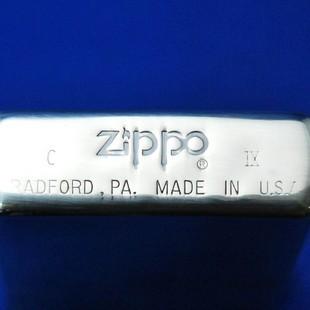 Zippo®
C IX
RADFORD, PA. MADE IN U.S.